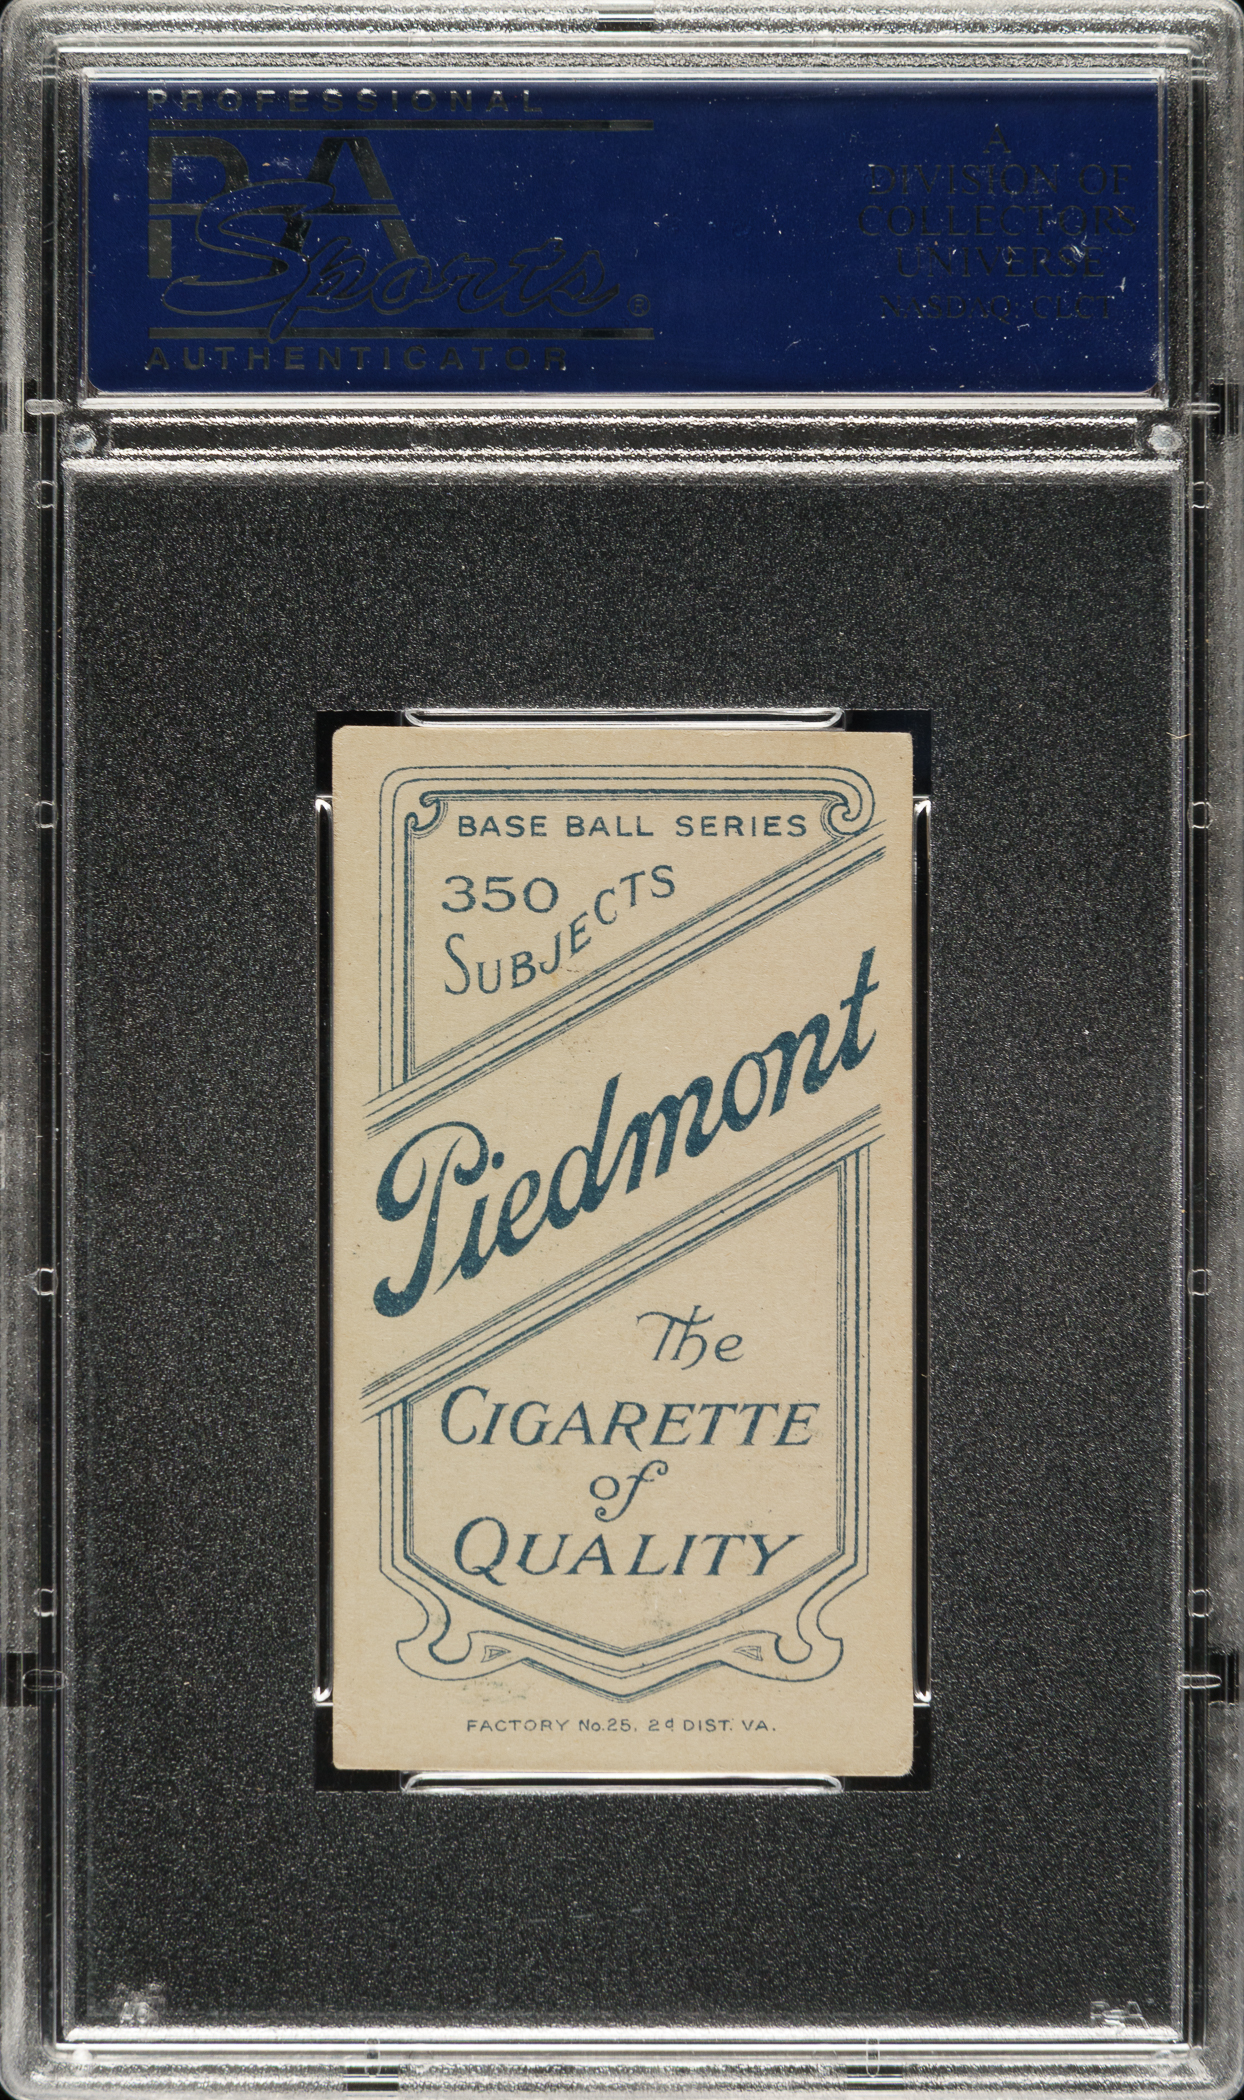 PROFESSIONAL
PSA
Sports®
AUTHENTICATOR
A
DIVISION OF
COLLECTORS
UNIVERSE
NASDAQ: CLCT
BASE BALL SERIES
350
SUBJECTS
Piedmont
The
CIGARETTE
of
QUALITY
FACTORY No.25, 2d DIST. VA.
PSA